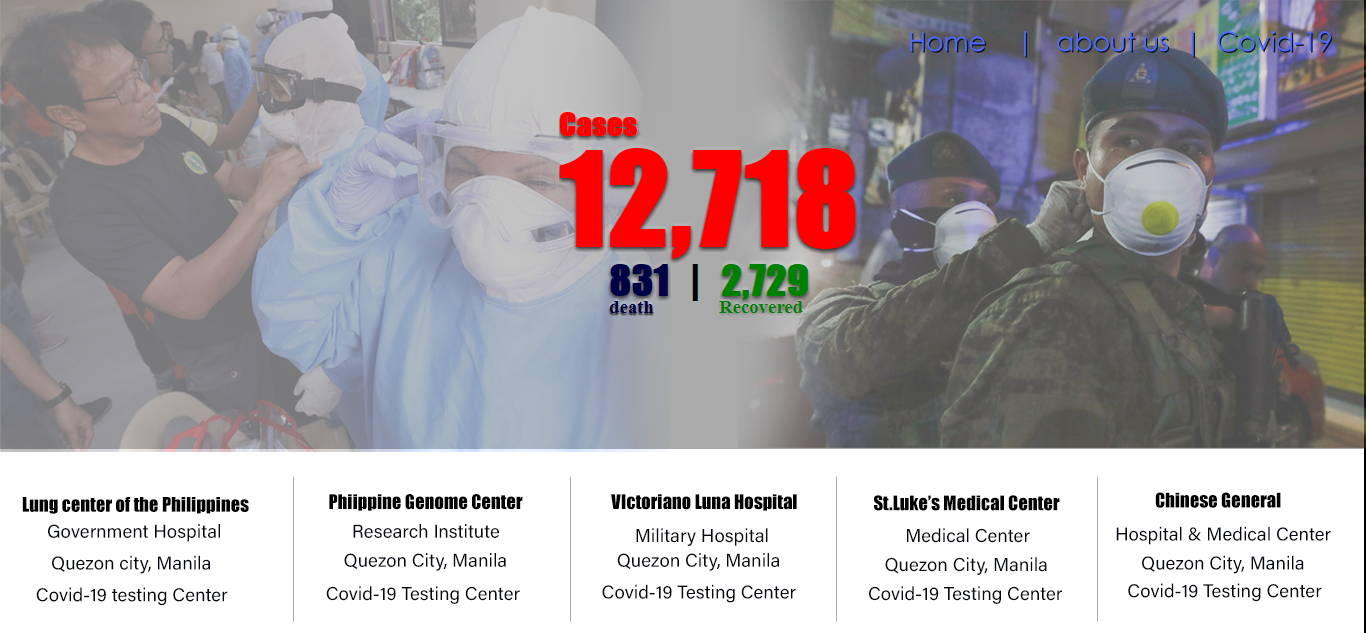 Home | about us | Covid-19
Cases
12,718
831 | 2,729
death Recovered
Lung center of the Philippines
Government Hospital
Quezon city, Manila
Covid-19 testing Center
Phiippine Genome Center
Research Institute
Quezon City, Manila
Covid-19 Testing Center
VIctoriano Luna Hospital
Military Hospital
Quezon City, Manila
Covid-19 Testing Center
St.Luke's Medical Center
Medical Center
Quezon City, Manila
Covid-19 Testing Center
Chinese General
Hospital & Medical Center
Quezon City, Manila
Covid-19 Testing Center